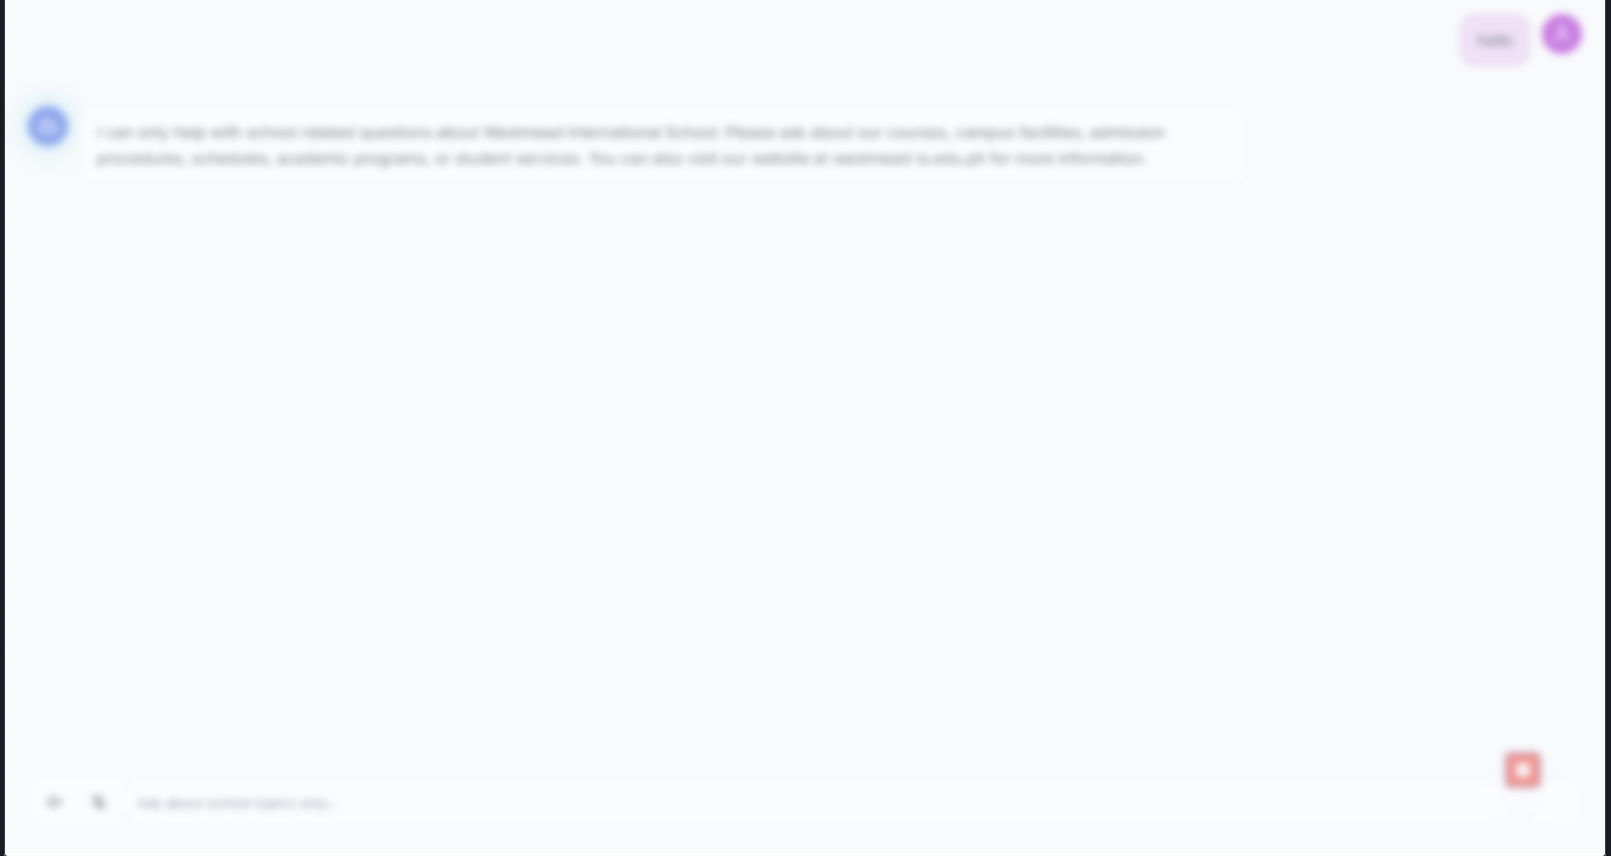 hello
I can only help with school-related questions about Westmead International School. Please ask about our courses, campus facilities, admission
procedures, schedules, academic programs, or student services. You can also visit our website at westmead-is.edu.ph for more information.
Ask about school topics only...